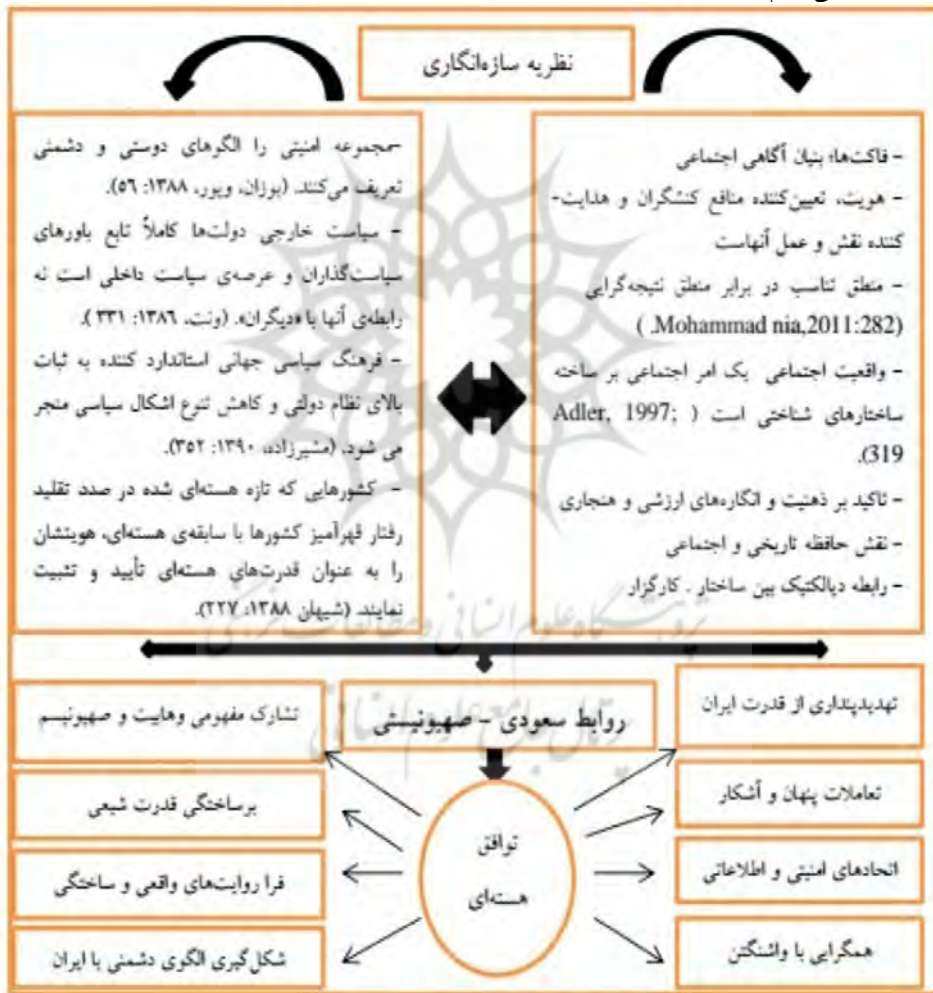 نظریه سازه‌انگاری
- فاکت‌ها؛ بنیان آگاهی اجتماعی
- هویت، تعیین‌کننده منافع کنشگران و هدایت-
کننده نقش و عمل آنهاست
- منطق تناسب در برابر منطق نتیجه‌گرایی
(Mohammad nia,2011:282. )
- واقعیت اجتماعی یک امر اجتماعی بر ساخته
ساختارهای شناختی است ( Adler, 1997;
319).
- تاکید بر ذهنیت و انگاره‌های ارزشی و هنجاری
- نقش حافظه تاریخی و اجتماعی
- رابطه دیالکتیک بین ساختار . کارگزار
-مجموعه امنیتی را الگوهای دوستی و دشمنی
تعریف می‌کنند. (بوزان، ویور، ۱۳۸۸: ۵۶).
- سیاست خارجی دولت‌ها کاملاً تابع باورهای
سیاست‌گذاران و عرصه‌ی سیاست داخلی است نه
رابطه‌ی آنها با «دیگران». (ونت، ۱۳۸۶: ۳۳۱ ).
- فرهنگ سیاسی جهانی استاندارد کننده به ثبات
بالای نظام دولتی و کاهش تنوع اشکال سیاسی منجر
می شود. (مشیرزاده، ۱۳۹۰: ۳۵۲).
- کشورهایی که تازه هسته‌ای شده در صدد تقلید
رفتار قهرآمیز کشورها با سابقه‌ی هسته‌ای، هویتشان
را به عنوان قدرت‌های هسته‌ای تأیید و تثبیت
نمایند. (شیهان ۱۳۸۸: ۲۲۷).
پژوهشگاه علوم انسانی و مطالعات فرهنگی
پرتال جامع علوم انسانی
روابط سعودی - صهیونیستی
تهدیدپنداری از قدرت ایران
تعاملات پنهان و آشکار
اتحادهای امنیتی و اطلاعاتی
همگرایی با واشنگتن
توافق
هسته‌ای
تشارک مفهومی وهابیت و صهیونیسم
برساختگی قدرت شیعی
فرا روایت‌های واقعی و ساختگی
شکل‌گیری الگوی دشمنی با ایران